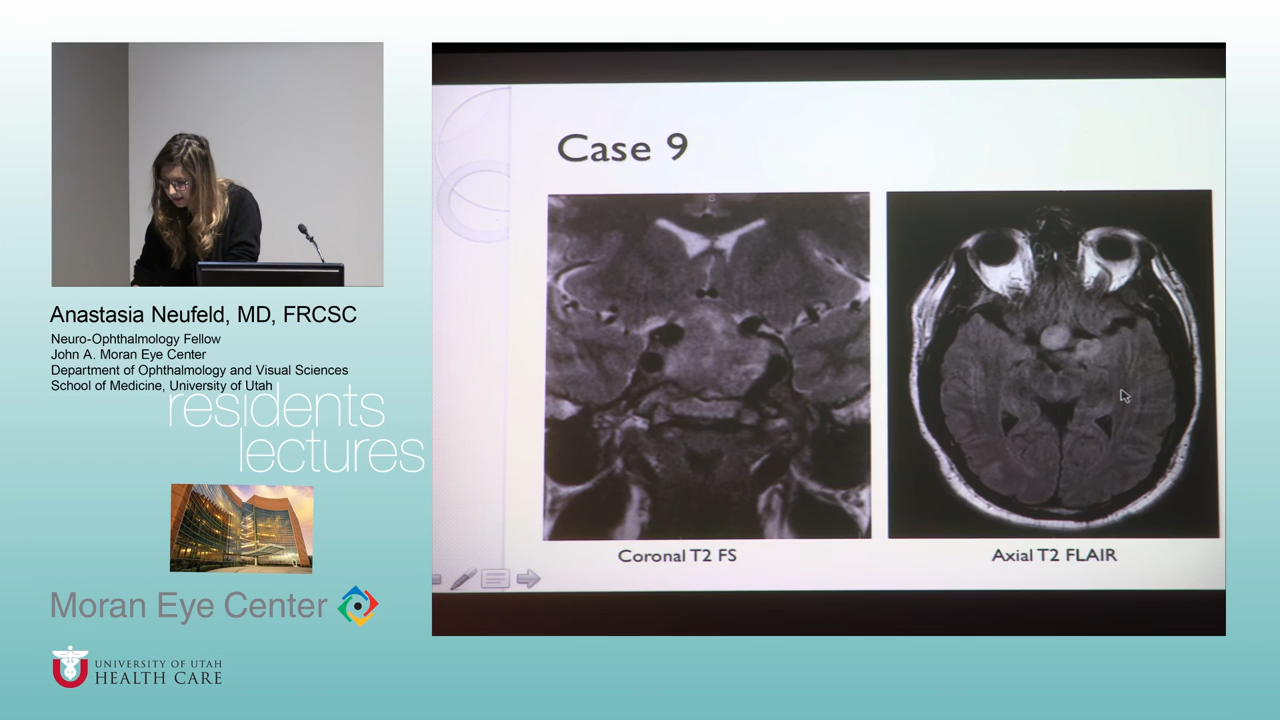 Anastasia Neufeld, MD, FRCSC
Neuro-Ophthalmology Fellow
John A. Moran Eye Center
Department of Ophthalmology and Visual Sciences
School of Medicine, University of Utah
residents
lectures
Moran Eye Center
UNIVERSITY OF UTAH
HEALTH CARE
Case 9
S
Coronal T2 FS
Axial T2 FLAIR